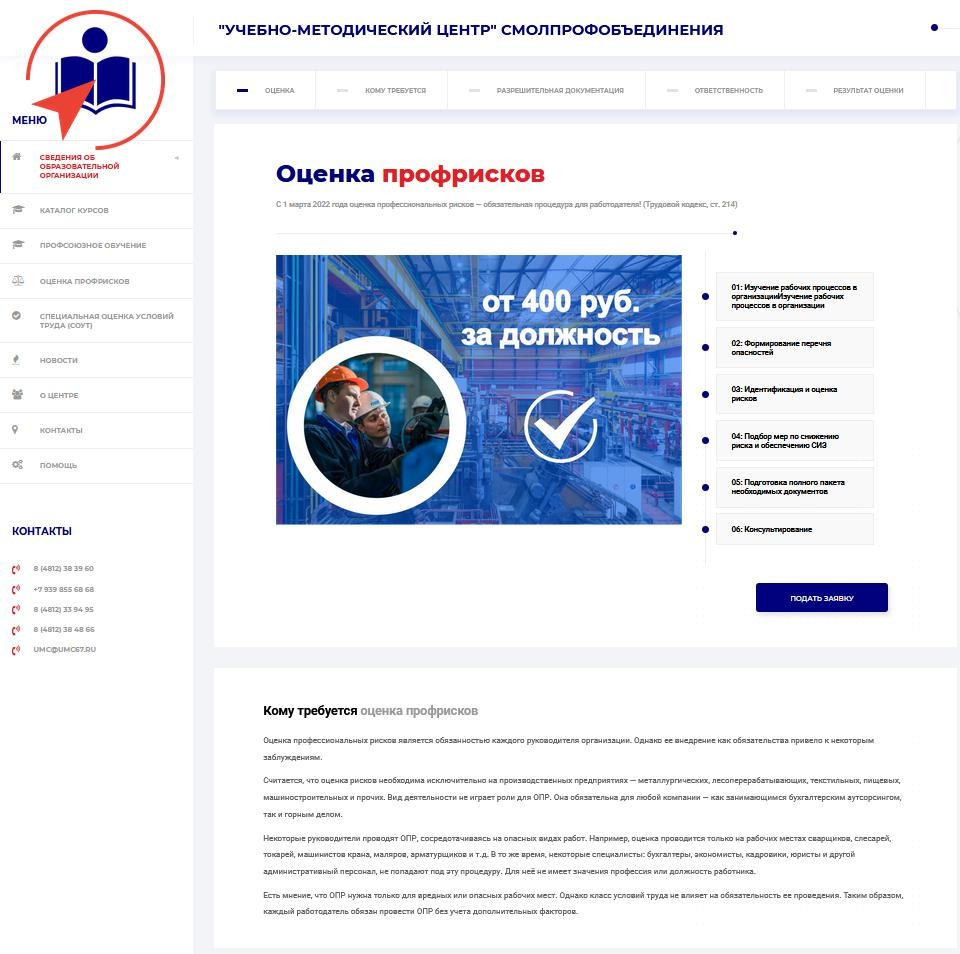 "УЧЕБНО-МЕТОДИЧЕСКИЙ ЦЕНТР" СМОЛПРОФОБЪЕДИНЕНИЯ
МЕНЮ
СВЕДЕНИЯ ОБ
ОБРАЗОВАТЕЛЬНОЙ
ОРГАНИЗАЦИИ
КАТАЛОГ КУРСОВ
ПРОФСОЮЗНОЕ ОБУЧЕНИЕ
ОЦЕНКА ПРОФРИСКОВ
СПЕЦИАЛЬНАЯ ОЦЕНКА УСЛОВИЙ
ТРУДА (СОУТ)
НОВОСТИ
О ЦЕНТРЕ
КОНТАКТЫ
ПОМОЩЬ
КОНТАКТЫ
8 (4812) 38 39 60
+7 939 855 68 68
8 (4812) 33 94 95
8 (4812) 38 48 66
UMC@UMC67.RU
ОЦЕНКА
КОМУ ТРЕБУЕТСЯ
РАЗРЕШИТЕЛЬНАЯ ДОКУМЕНТАЦИЯ
ОТВЕТСТВЕННОСТЬ
РЕЗУЛЬТАТ ОЦЕНКИ
Оценка профрисков
С 1 марта 2022 года оценка профессиональных рисков — обязательная процедура для работодателя! (Трудовой кодекс, ст. 214)
от 400 руб.
за должность
01: Изучение рабочих процессов в
организацииИзучение рабочих
процессов в организации
02: Формирование перечня
опасностей
03: Идентификация и оценка
рисков
04: Подбор мер по снижению
риска и обеспечению СИЗ
05: Подготовка полного пакета
необходимых документов
06: Консультирование
ПОДАТЬ ЗАЯВКУ
Кому требуется оценка профрисков
Оценка профессиональных рисков является обязанностью каждого руководителя организации. Однако ее внедрение как обязательства привело к некоторым
заблуждениям.
Считается, что оценка рисков необходима исключительно на производственных предприятиях — металлургических, лесоперерабатывающих, текстильных, пищевых,
машиностроительных и прочих. Вид деятельности не играет роли для ОПР. Она обязательна для любой компании — как занимающимся бухгалтерским аутсорсингом,
так и горным делом.
Некоторые руководители проводят ОПР, сосредотачиваясь на опасных видах работ. Например, оценка проводится только на рабочих местах сварщиков, слесарей,
токарей, машинистов крана, маляров, арматурщиков и т.д. В то же время, некоторые специалисты: бухгалтеры, экономисты, кадровики, юристы и другой
административный персонал, не попадают под эту процедуру. Для неё не имеет значения профессия или должность работника.
Есть мнение, что ОПР нужна только для вредных или опасных рабочих мест. Однако класс условий труда не влияет на обязательность ее проведения. Таким образом,
каждый работодатель обязан провести ОПР без учета дополнительных факторов.